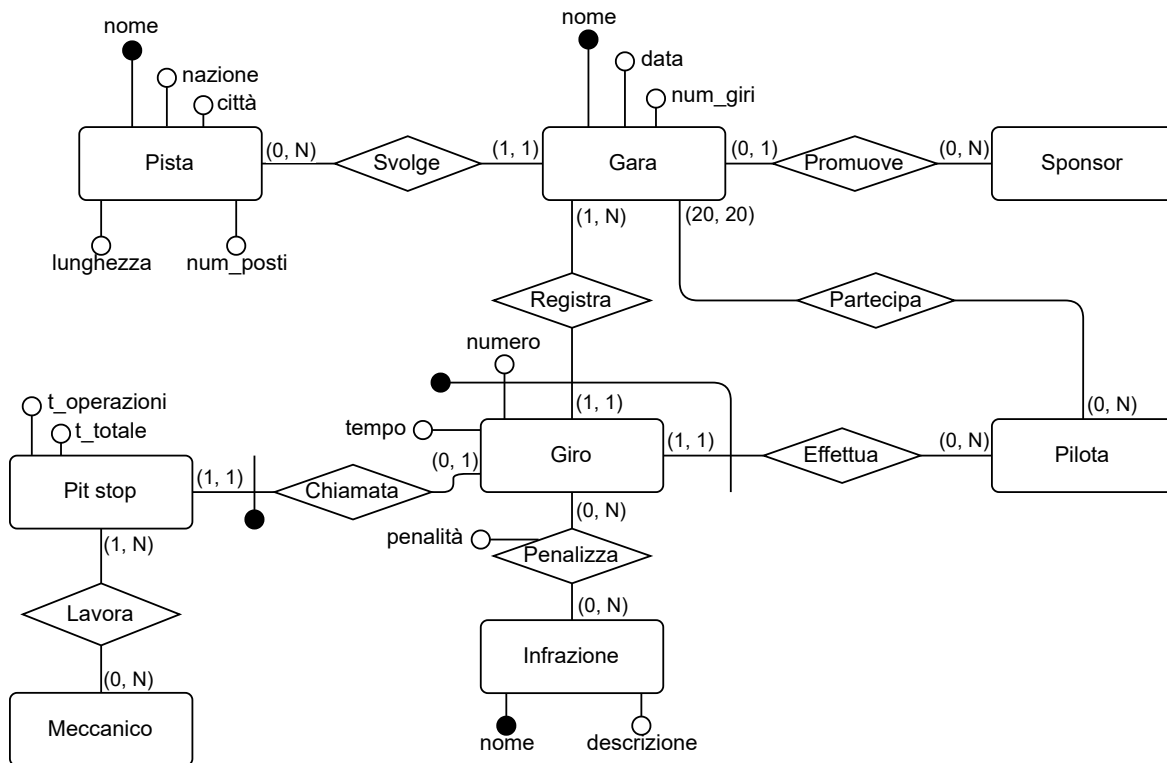 nome
nazione
città
Pista
(0, N)
Svolge
(1, 1)
lunghezza
num_posti
nome
data
num_giri
Gara
(0, 1)
Promuove
(0, N)
Sponsor
(1, N)
(20, 20)
Registra
Partecipa
numero
tempo
(1, 1)
(0, N)
t_operazioni
t_totale
Pit stop
(1, 1)
Chiamata
(0, 1)
Giro
(1, 1)
Effettua
(0, N)
Pilota
(1, N)
(0, N)
penalità
Penalizza
Lavora
(0, N)
(0, N)
Infrazione
Meccanico
nome
descrizione